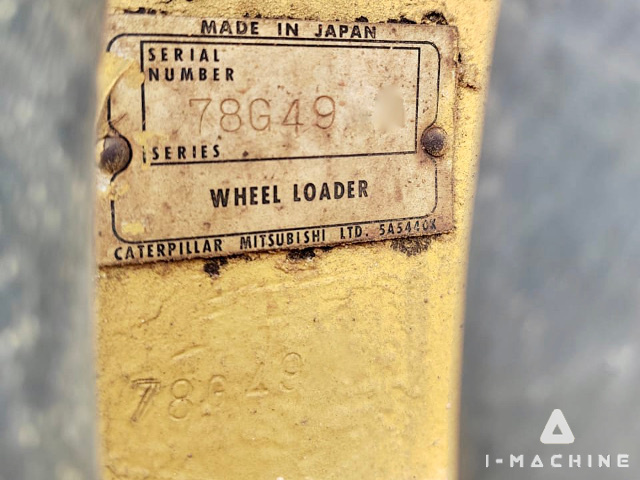 MADE IN JAPAN
SERIAL
NUMBER
78G49
SERIES
WHEEL LOADER
CATERPILLAR MITSUBISHI LTD. 5A5440X
78G49
I-MACHINE